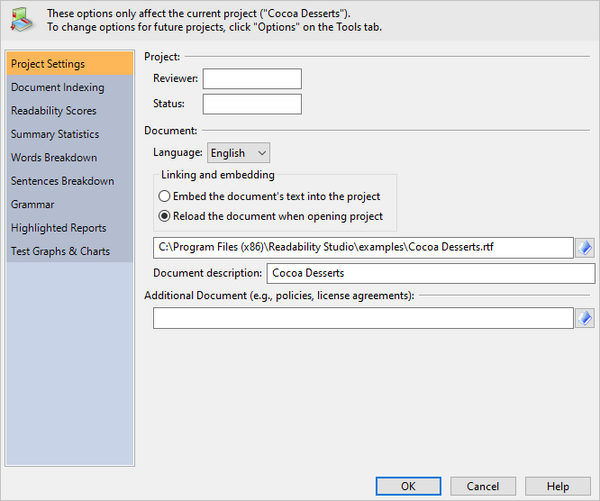 These options only affect the current project ("Cocoa Desserts").
To change options for future projects, click "Options" on the Tools tab.
Project Settings
Document Indexing
Readability Scores
Summary Statistics
Words Breakdown
Sentences Breakdown
Grammar
Highlighted Reports
Test Graphs & Charts
Project:
Reviewer:
Status:
Document:
Language: English
Linking and embedding
Embed the document's text into the project
Reload the document when opening project
C:\Program Files (x86)\Readability Studio\examples\Cocoa Desserts.rtf
Document description: Cocoa Desserts
Additional Document (e.g., policies, license agreements):
OK Cancel Help